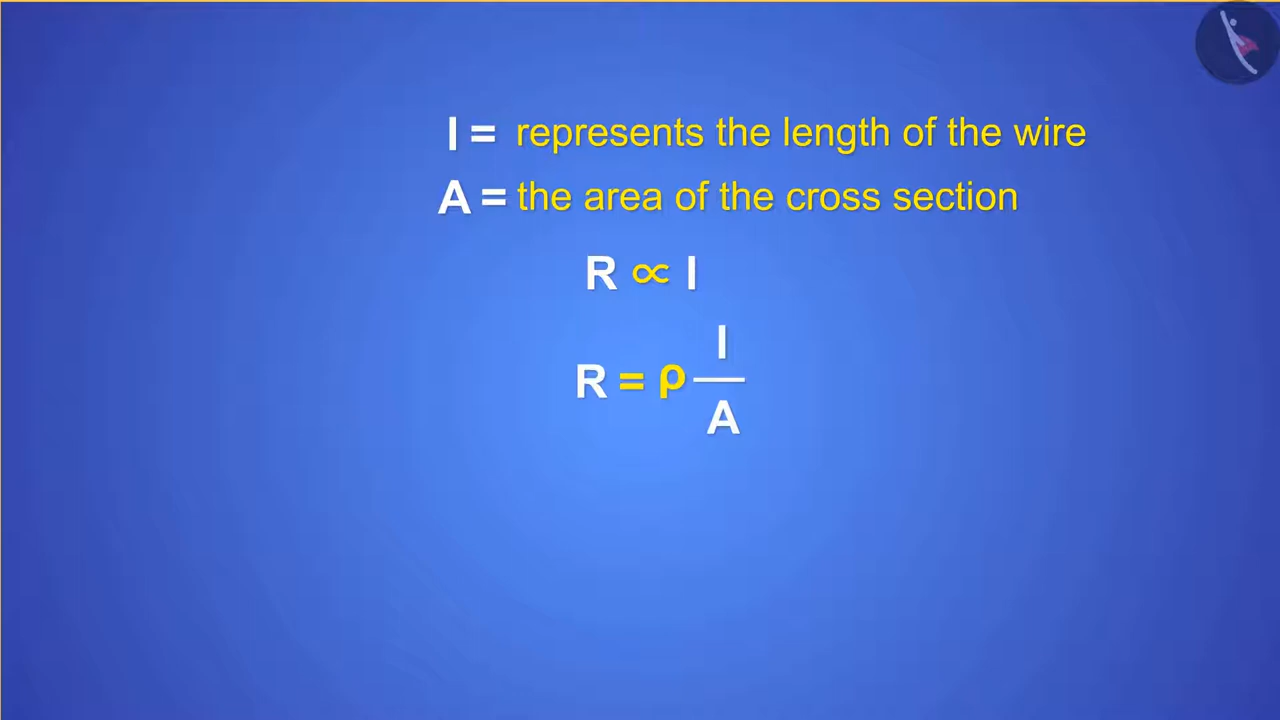 l = represents the length of the wire
A = the area of the cross section
R ∝ l
R = ρ l / A